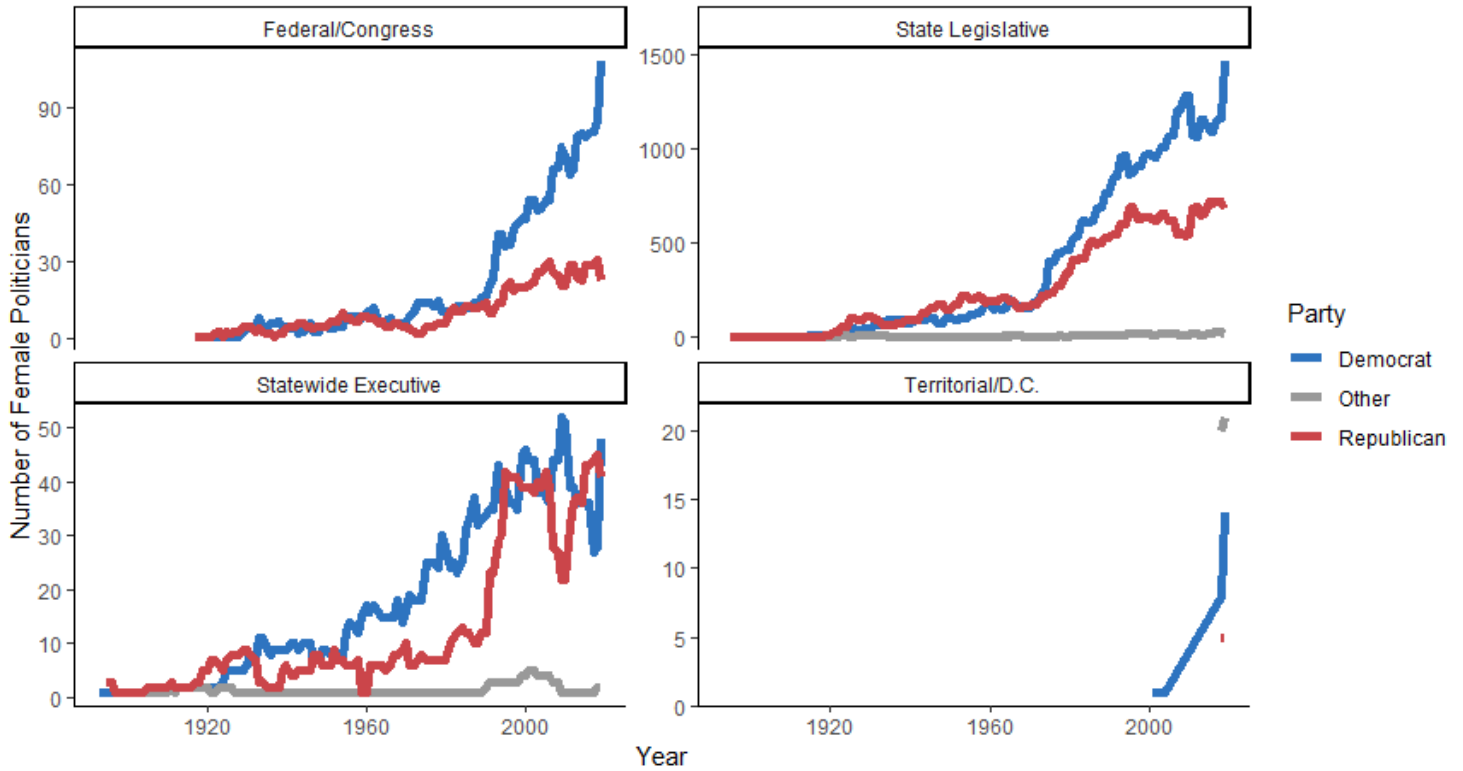 Federal/Congress
State Legislative
90
60
30
0
1500
1000
500
0
Statewide Executive
Territorial/D.C.
50
40
30
20
10
0
20
15
10
5
0
1920
1960
2000
1920
1960
2000
Year
Number of Female Politicians
Party
Democrat
Other
Republican